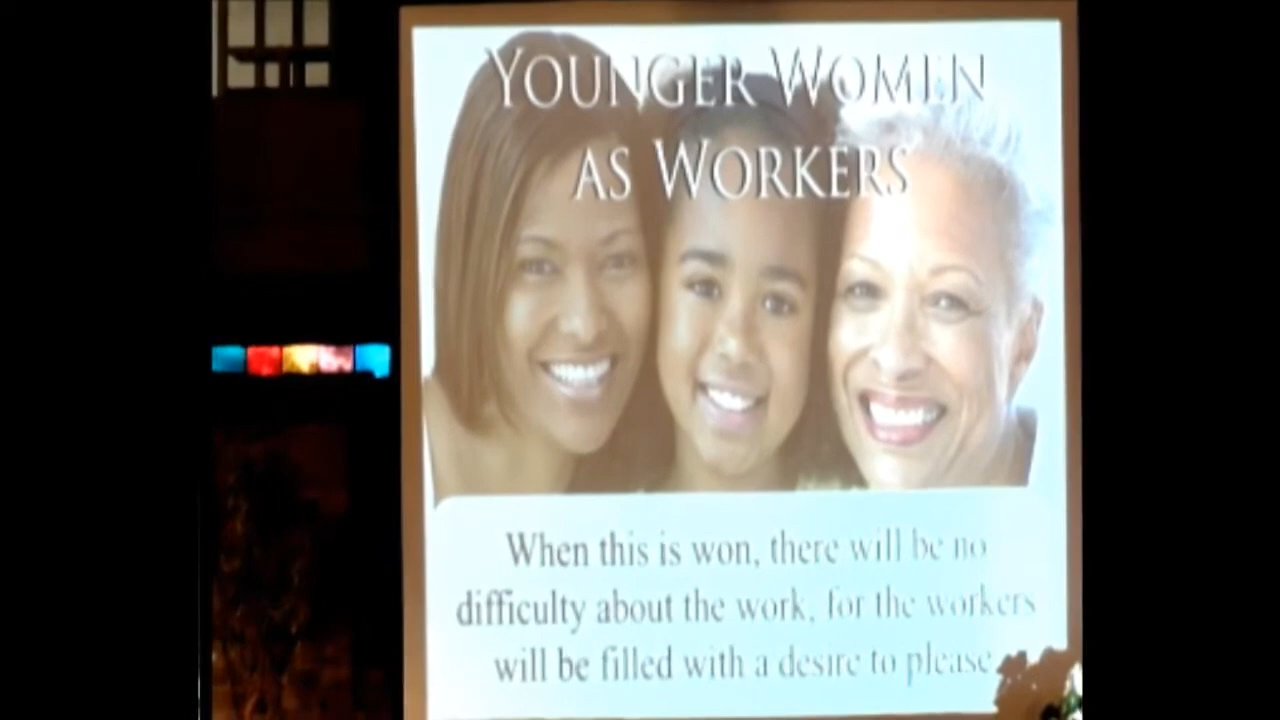 YOUNGER WOMEN
AS WORKERS
When this is won, there will be no
difficulty about the work, for the workers
will be filled with a desire to please